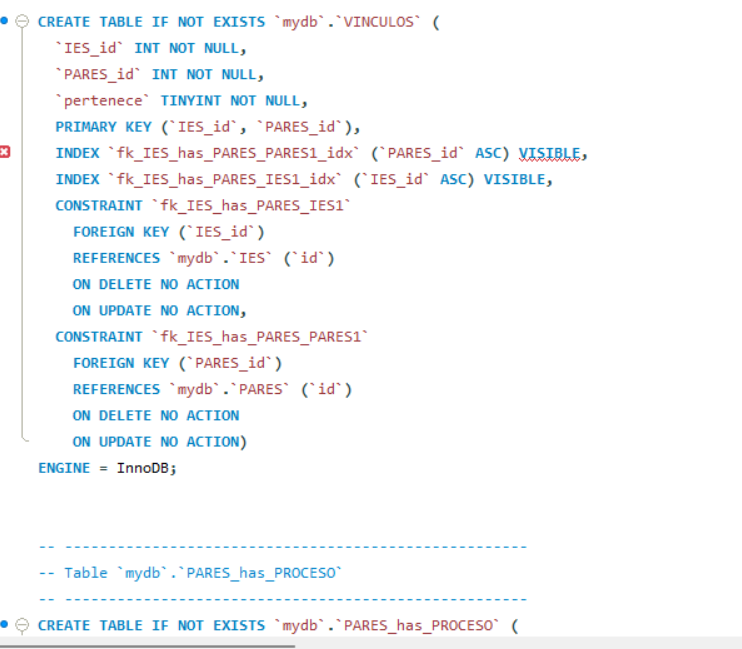 CREATE TABLE IF NOT EXISTS `mydb`.`VINCULOS` (
`IES_id` INT NOT NULL,
`PARES_id` INT NOT NULL,
`pertenece` TINYINT NOT NULL,
PRIMARY KEY (`IES_id`, `PARES_id`),
INDEX `fk_IES_has_PARES_PARES1_idx` (`PARES_id` ASC) VISIBLE,
INDEX `fk_IES_has_PARES_IES1_idx` (`IES_id` ASC) VISIBLE,
CONSTRAINT `fk_IES_has_PARES_IES1`
FOREIGN KEY (`IES_id`)
REFERENCES `mydb`.`IES` (`id`)
ON DELETE NO ACTION
ON UPDATE NO ACTION,
CONSTRAINT `fk_IES_has_PARES_PARES1`
FOREIGN KEY (`PARES_id`)
REFERENCES `mydb`.`PARES` (`id`)
ON DELETE NO ACTION
ON UPDATE NO ACTION)
ENGINE = InnoDB;
-- -----------------------------------------------------
-- Table `mydb`.`PARES_has_PROCESO`
-- -----------------------------------------------------
CREATE TABLE IF NOT EXISTS `mydb`.`PARES_has_PROCESO` (